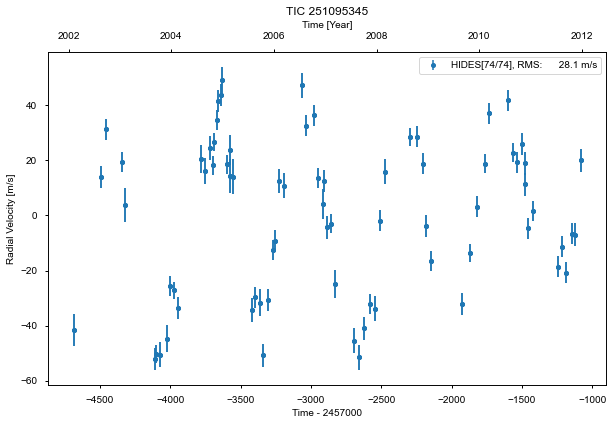 TIC 251095345
Time [Year]
2002 2004 2006 2008 2010 2012
HIDES[74/74], RMS: 28.1 m/s
Radial Velocity [m/s]
40
20
0
−20
−40
−60
−4500 −4000 −3500 −3000 −2500 −2000 −1500 −1000
Time - 2457000